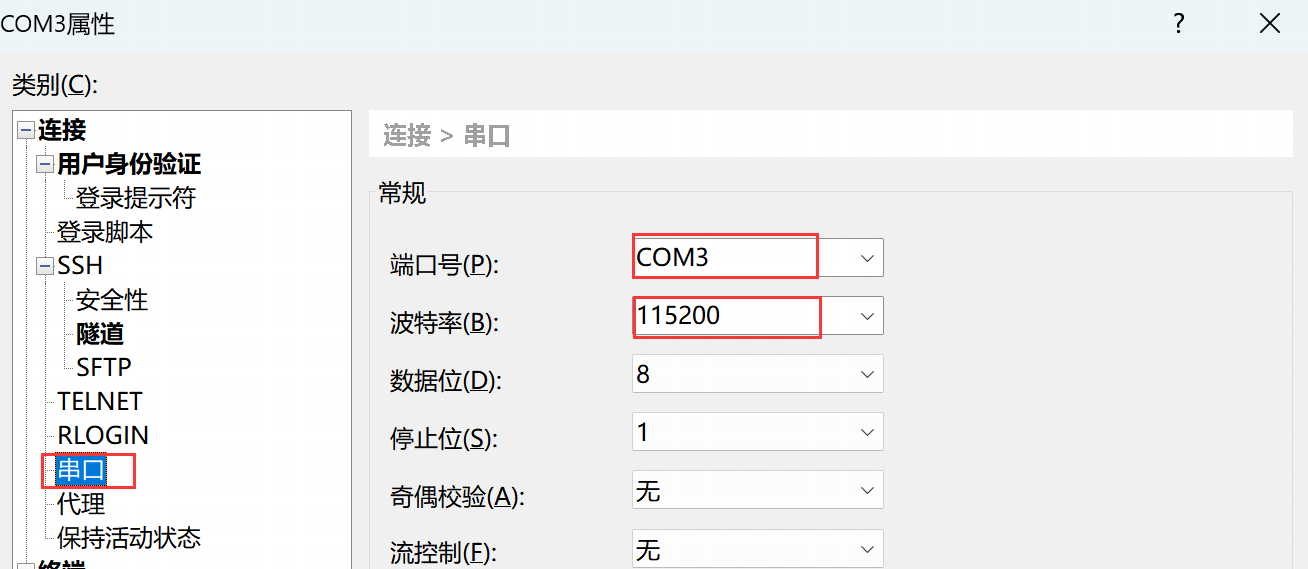 COM3属性
类别(C):
连接
用户身份验证
登录提示符
登录脚本
SSH
安全性
隧道
SFTP
TELNET
RLOGIN
串口
代理
保持活动状态
终端
连接 > 串口
常规
端口号(P): COM3
波特率(B): 115200
数据位(D): 8
停止位(S): 1
奇偶校验(A): 无
流控制(F): 无